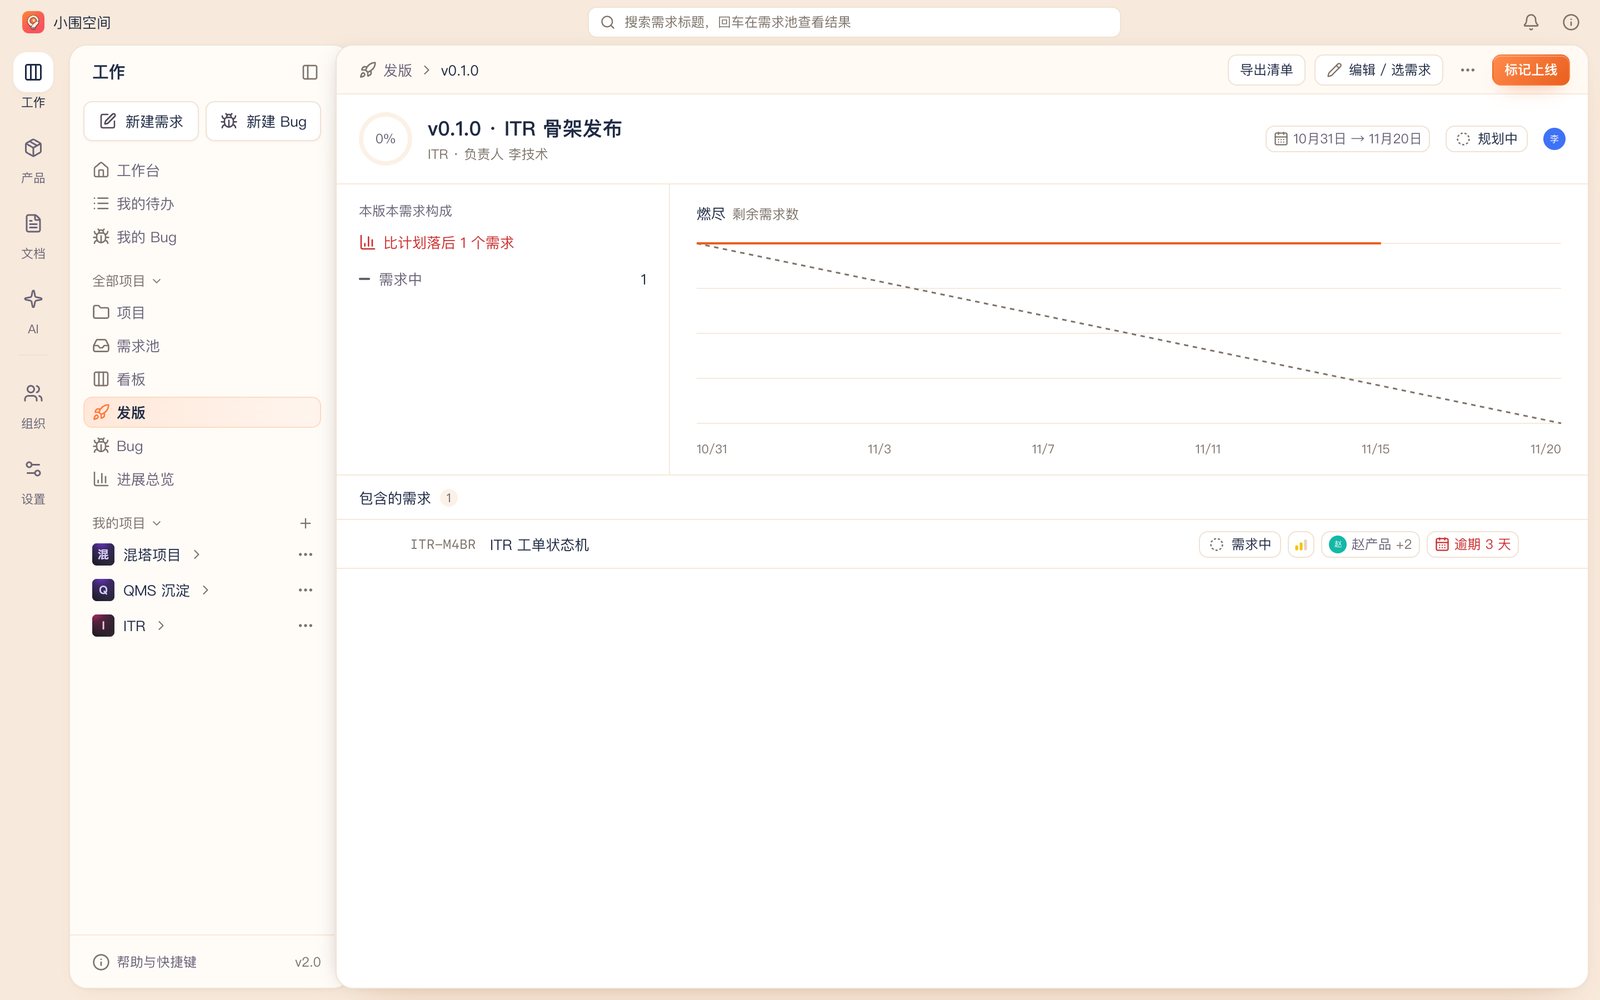 小围空间
搜索需求标题，回车在需求池查看结果
工作
产品
文档
AI
组织
设置
工作
新建需求
新建 Bug
工作台
我的待办
我的 Bug
全部项目
项目
需求池
看板
发版
Bug
进展总览
我的项目
混 混塔项目
Q QMS 沉淀
I ITR
帮助与快捷键 v2.0
发版 v0.1.0
导出清单
编辑 / 选需求
标记上线
0%
v0.1.0 · ITR 骨架发布
ITR · 负责人 李技术
10月31日 → 11月20日
规划中
李
本版本需求构成
比计划落后 1 个需求
需求中 1
燃尽 剩余需求数
10/31 11/3 11/7 11/11 11/15 11/20
包含的需求 1
ITR-M4BR ITR 工单状态机
需求中
赵 赵产品 +2
逾期 3 天